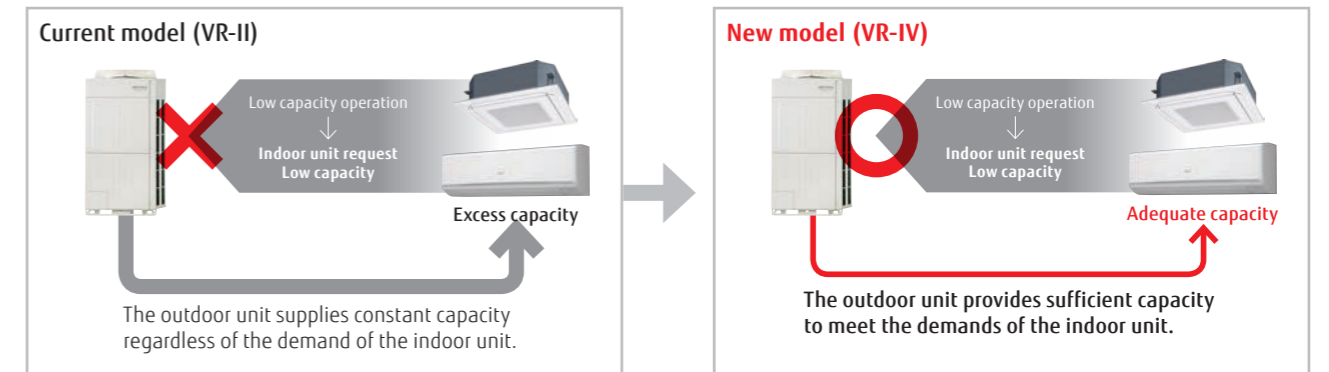 Current model (VR-II)
Low capacity operation
↓
Indoor unit request
Low capacity
Excess capacity
The outdoor unit supplies constant capacity
regardless of the demand of the indoor unit.
New model (VR-IV)
Low capacity operation
↓
Indoor unit request
Low capacity
Adequate capacity
The outdoor unit provides sufficient capacity
to meet the demands of the indoor unit.